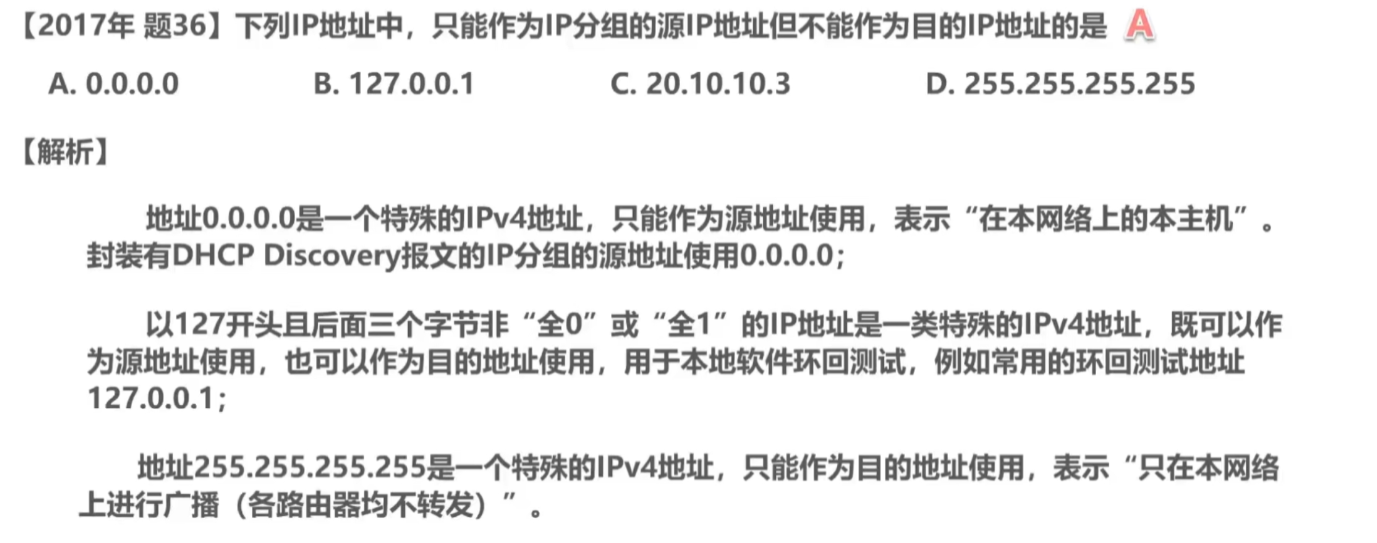 【2017年 题36】下列IP地址中，只能作为IP分组的源IP地址但不能作为目的IP地址的是 A
A. 0.0.0.0 B. 127.0.0.1 C. 20.10.10.3 D. 255.255.255.255
【解析】
地址0.0.0.0是一个特殊的IPv4地址，只能作为源地址使用，表示“在本网络上的本主机”。
封装有DHCP Discovery报文的IP分组的源地址使用0.0.0.0；
以127开头且后面三个字节非“全0”或“全1”的IP地址是一类特殊的IPv4地址，既可以作
为源地址使用，也可以作为目的地址使用，用于本地软件环回测试，例如常用的环回测试地址
127.0.0.1；
地址255.255.255.255是一个特殊的IPv4地址，只能作为目的地址使用，表示“只在本网络
上进行广播（各路由器均不转发）”。